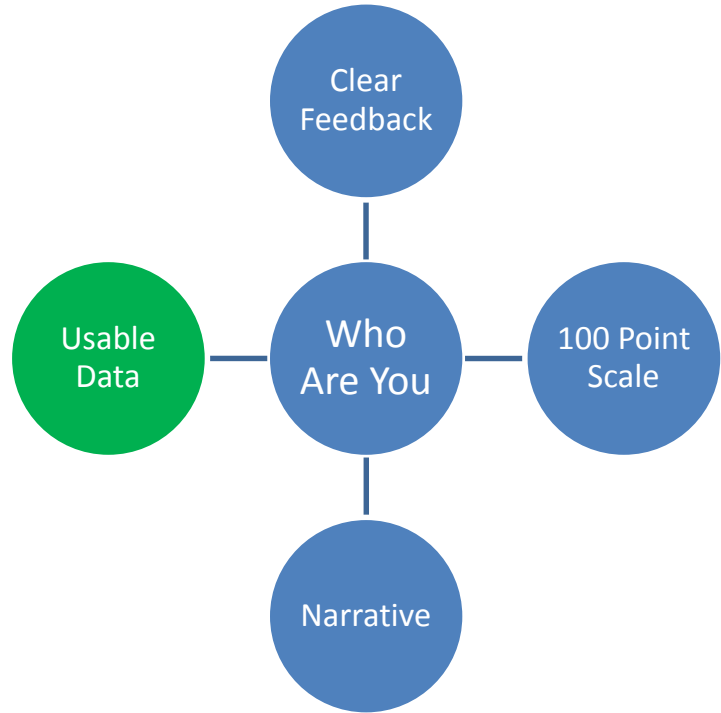 Clear
Feedback
Usable
Data
Who
Are You
100 Point
Scale
Narrative